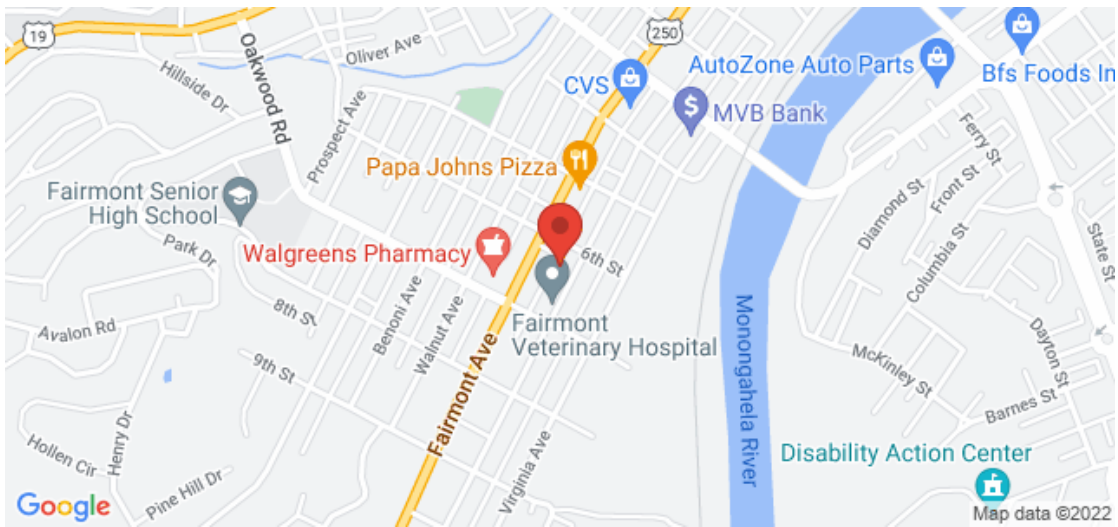 19
Oakwood Rd
Oliver Ave
250
Hillside Dr
CVS
AutoZone Auto Parts
Bfs Foods In
Prospect Ave
MVB Bank
Ferry St
Papa Johns Pizza
Fairmont Senior
High School
Diamond St
Front St
Park Dr
Walgreens Pharmacy
6th St
Columbia St
State St
8th St
Avalon Rd
Benoni Ave
Walnut Ave
Fairmont
Veterinary Hospital
Monongahela River
Dayton St
McKinley St
9th St
Fairmont Ave
Barnes St
Henry Dr
Hollen Cir
Virginia Ave
Disability Action Center
Pine Hill Dr
Google
Map data ©2022